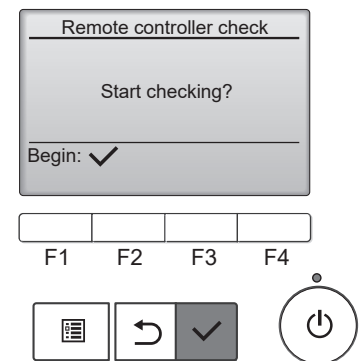 Remote controller check
Start checking?
Begin: ✓
F1 F2 F3 F4